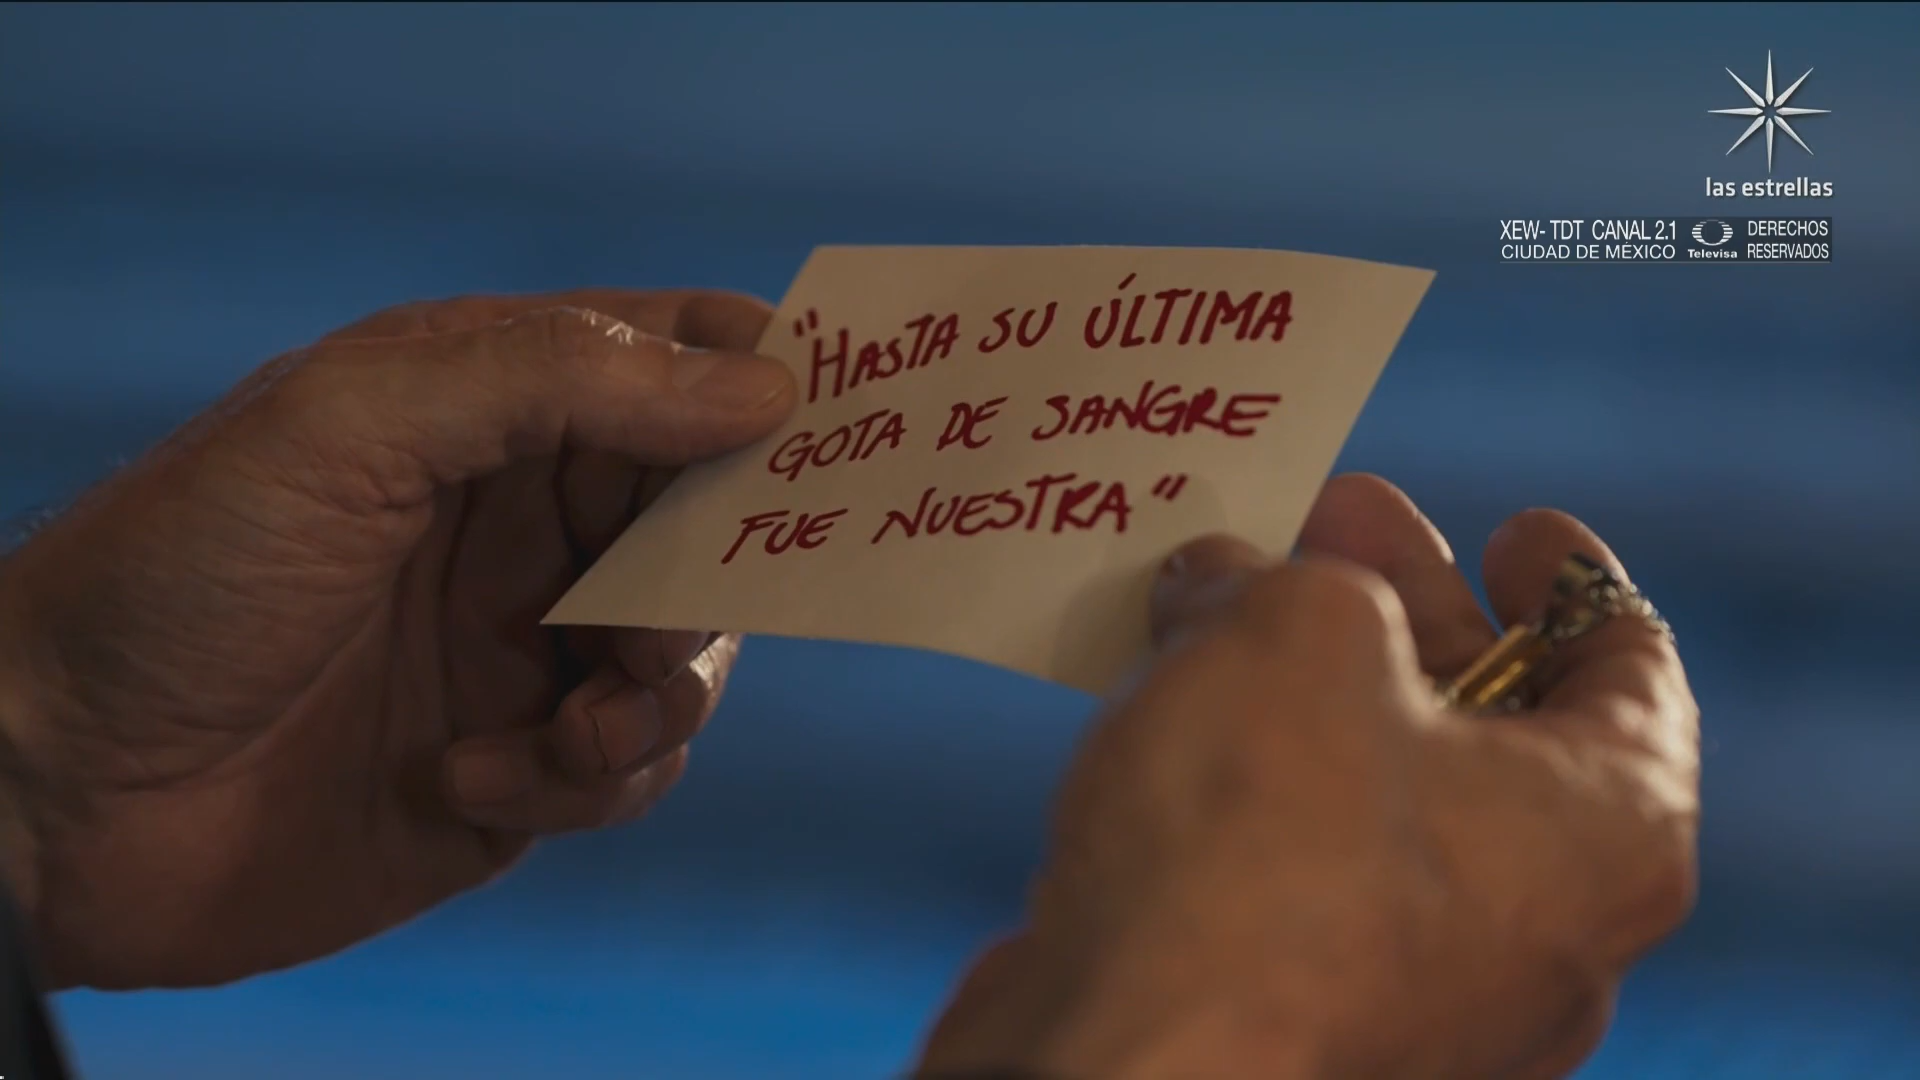 las estrellas
XEW- TDT CANAL 2.1
CIUDAD DE MÉXICO
Televisa
DERECHOS
RESERVADOS
"HASTA SU ÚLTIMA
GOTA DE SANGRE
FUE NUESTRA"